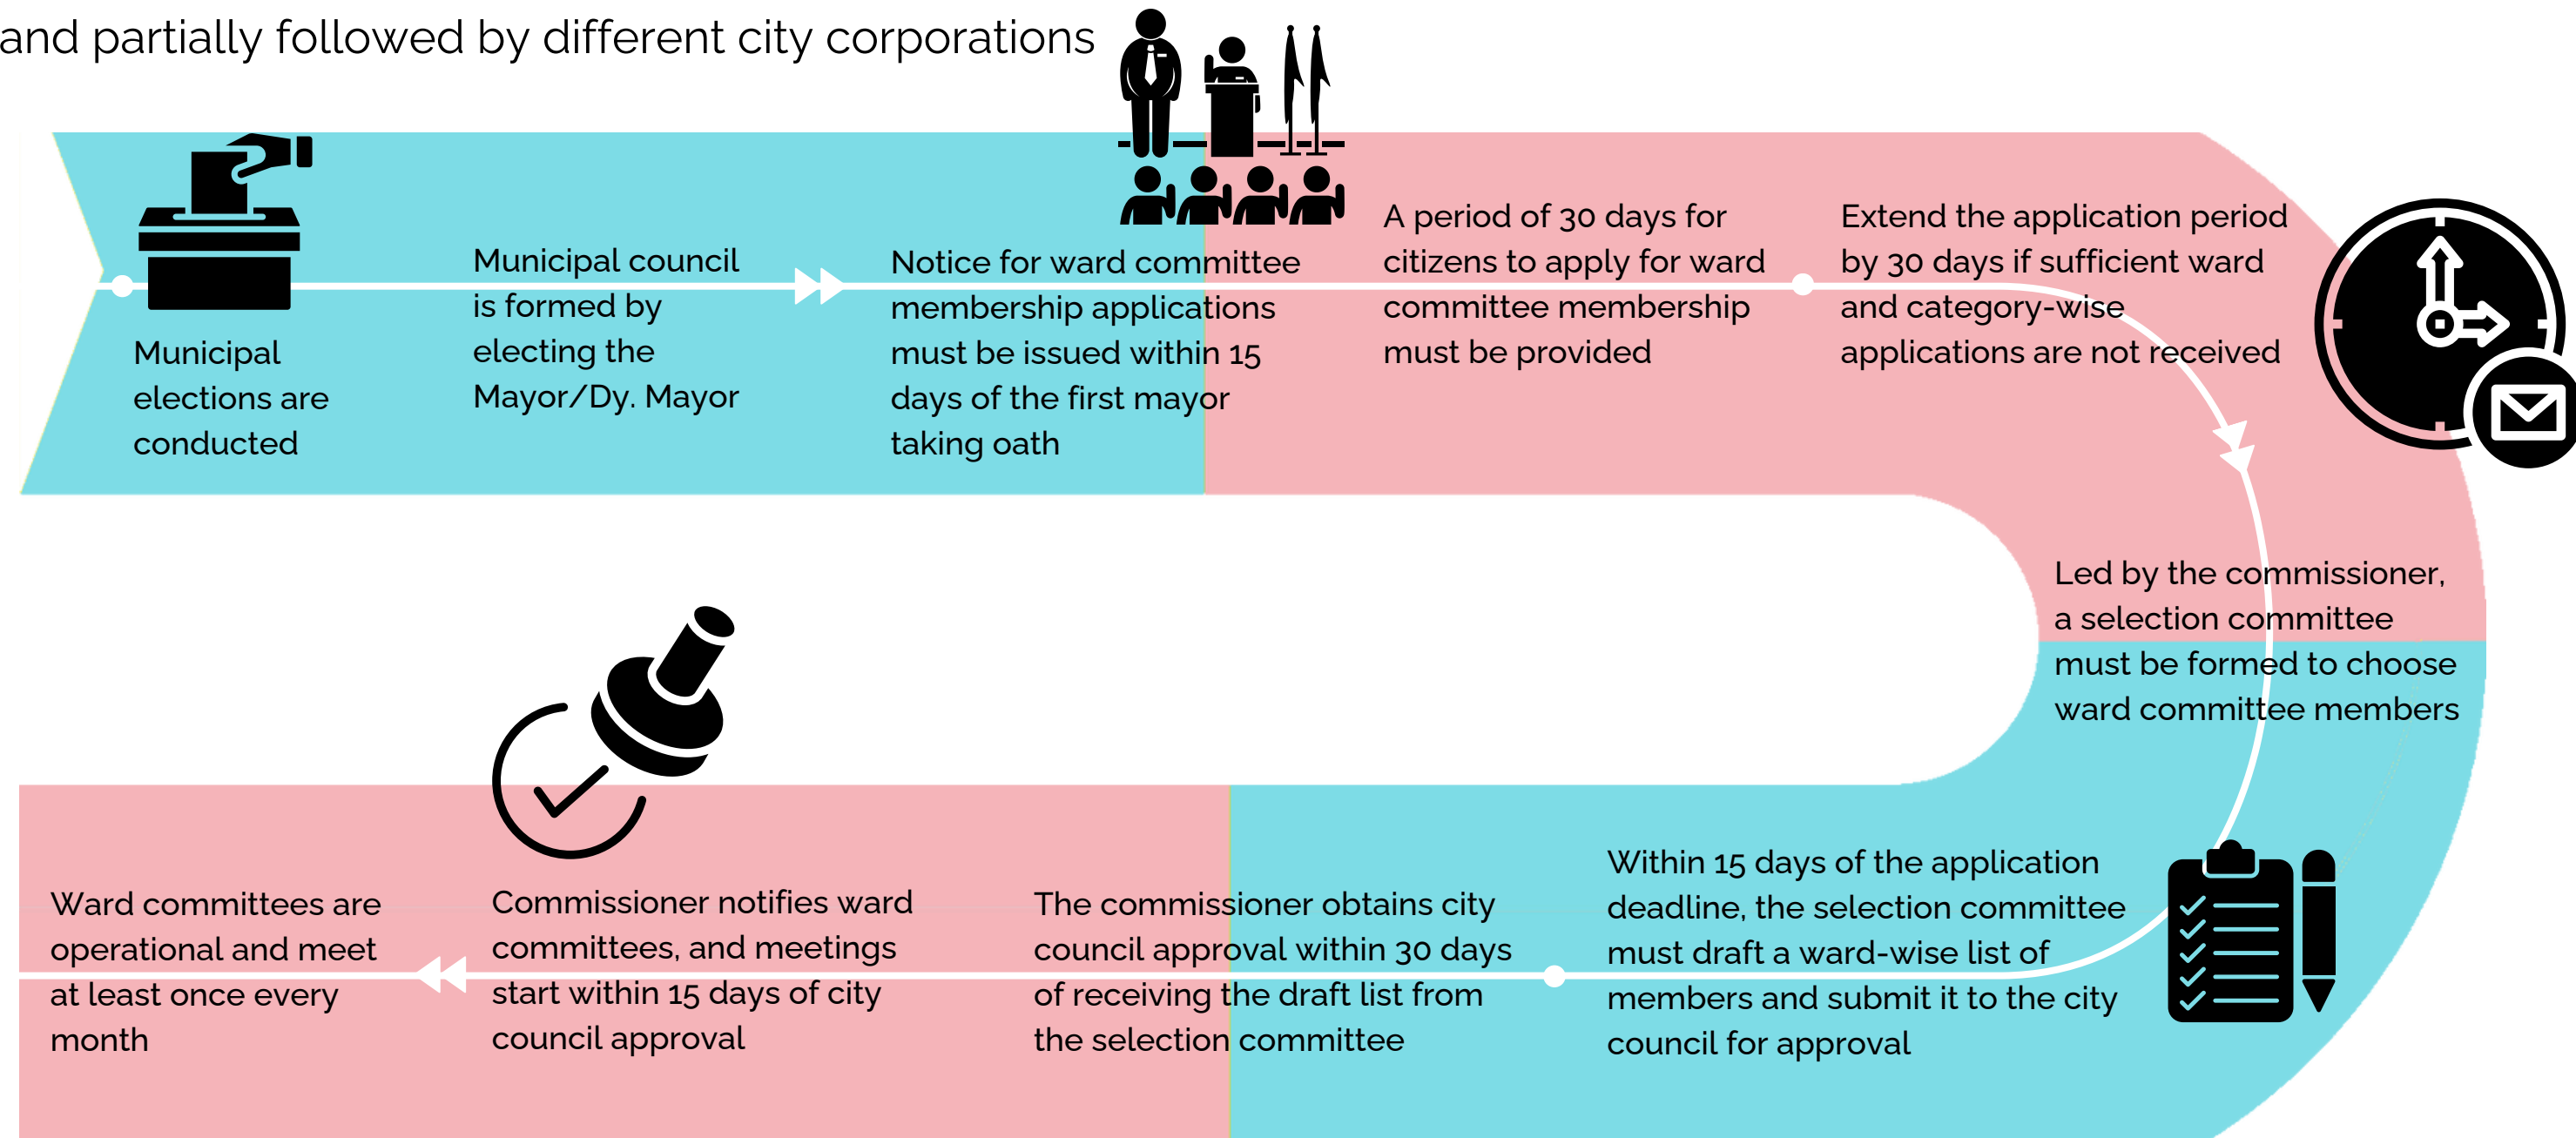 and partially followed by different city corporations
Municipal
elections are
conducted
Municipal council
is formed by
electing the
Mayor/Dy. Mayor
Notice for ward committee
membership applications
must be issued within 15
days of the first mayor
taking oath
A period of 30 days for
citizens to apply for ward
committee membership
must be provided
Extend the application period
by 30 days if sufficient ward
and category-wise
applications are not received
Led by the commissioner,
a selection committee
must be formed to choose
ward committee members
Within 15 days of the application
deadline, the selection committee
must draft a ward-wise list of
members and submit it to the city
council for approval
The commissioner obtains city
council approval within 30 days
of receiving the draft list from
the selection committee
Commissioner notifies ward
committees, and meetings
start within 15 days of city
council approval
Ward committees are
operational and meet
at least once every
month